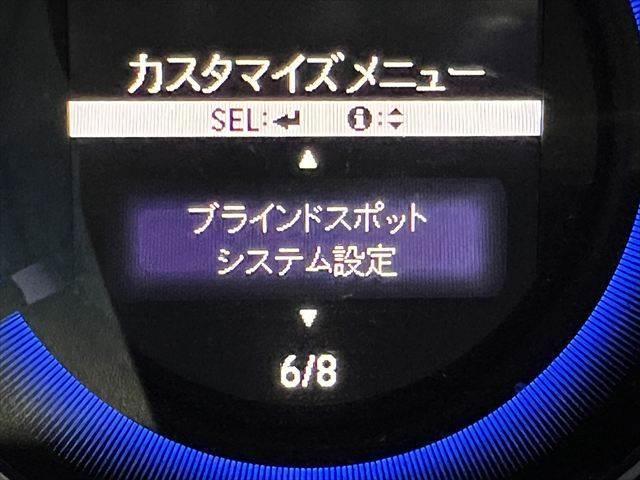 カスタマイズメニュー
SEL:↵ ℹ:▲▼
▲
ブラインドスポット
システム設定
▼
6/8